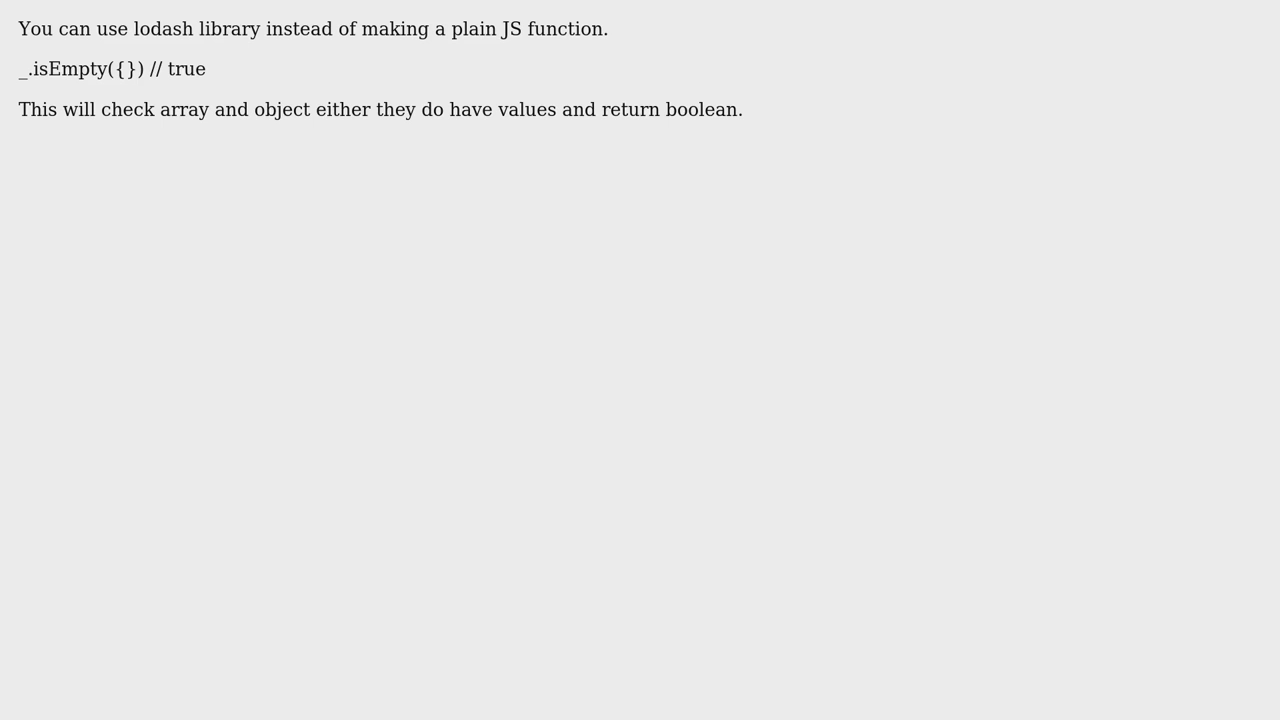 You can use lodash library instead of making a plain JS function.
_.isEmpty({}) // true
This will check array and object either they do have values and return boolean.